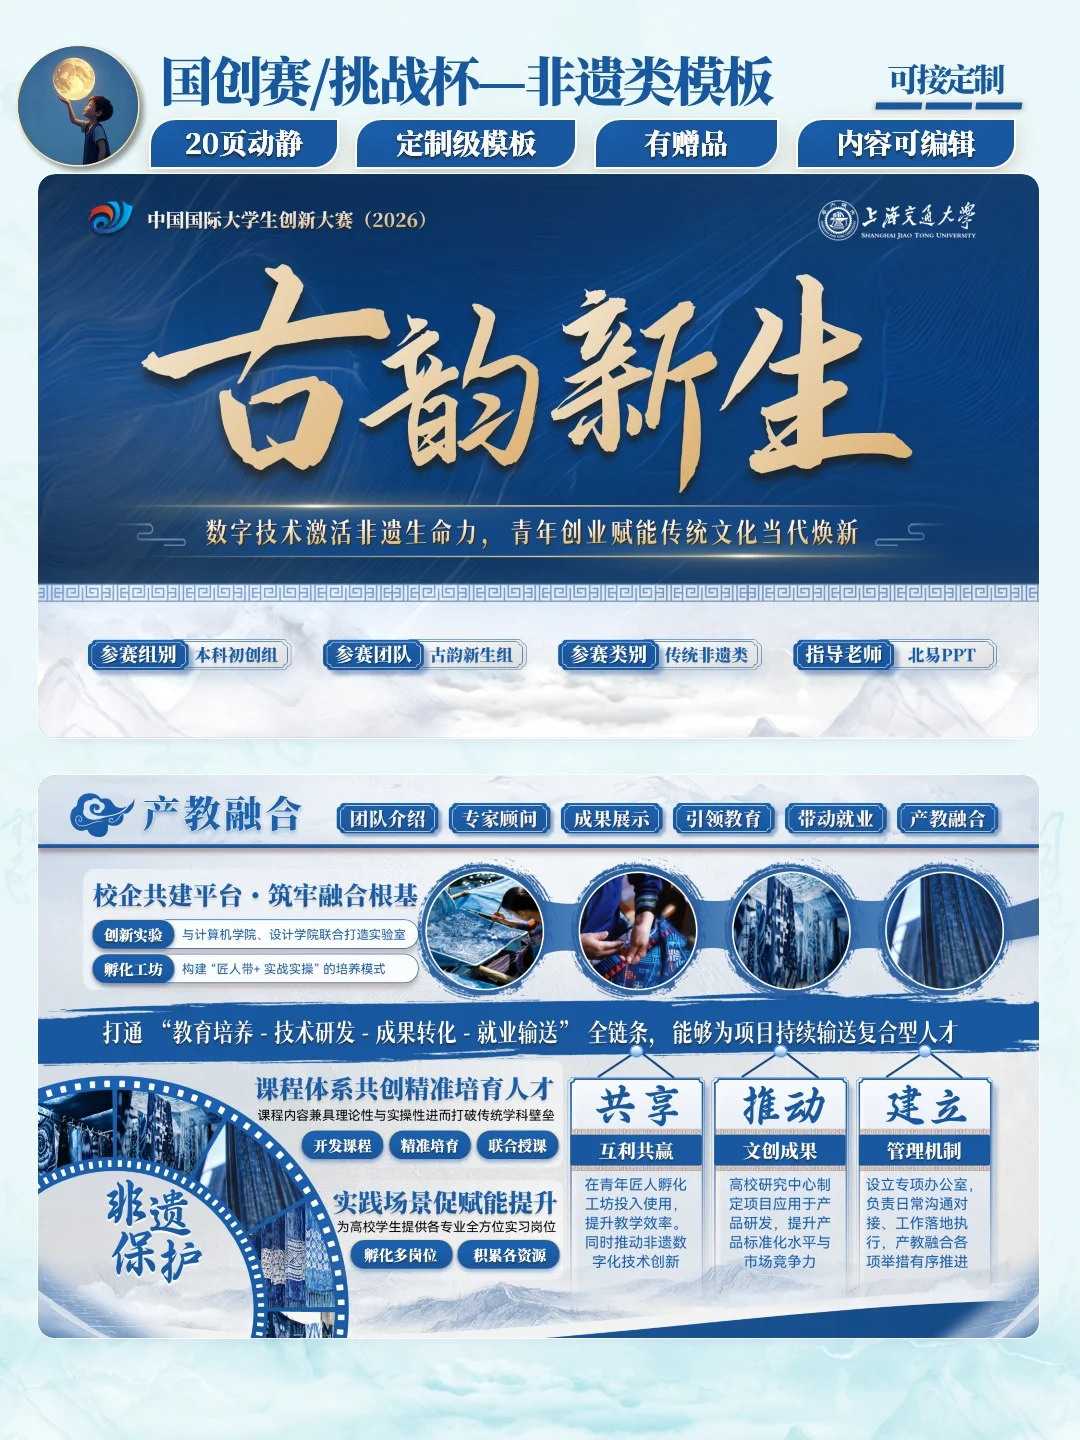 国创赛/挑战杯—非遗类模板
可接定制
20页动静
定制级模板
有赠品
内容可编辑
中国国际大学生创新大赛（2026）
上海交通大学
SHANGHAI JIAO TONG UNIVERSITY
古韵新生
数字技术激活非遗生命力，青年创业赋能传统文化当代焕新
参赛组别 本科初创组
参赛团队 古韵新生组
参赛类别 传统非遗类
指导老师 北易PPT
产教融合
团队介绍
专家顾问
成果展示
引领教育
带动就业
产教融合
校企共建平台·筑牢融合根基
创新实验 与计算机学院、设计学院联合打造实验室
孵化工坊 构建“匠人带+实战实操”的培养模式
打通“教育培养-技术研发-成果转化-就业输送”全链条，能够为项目持续输送复合型人才
课程体系共创精准培育人才
课程内容兼具理论性与实操性进而打破传统学科壁垒
开发课程
精准培育
联合授课
实践场景促赋能提升
为高校学生提供各专业全方位实习岗位
孵化多岗位
积累各资源
非遗
保护
共享
互利共赢
在青年匠人孵化
工坊投入使用，
提升教学效率。
同时推动非遗数
字化技术创新
推动
文创成果
高校研究中心制
定项目应用于产
品研发，提升产
品标准化水平与
市场竞争力
建立
管理机制
设立专项办公室，
负责日常沟通对
接、工作落地执
行，产教融合各
项举措有序推进